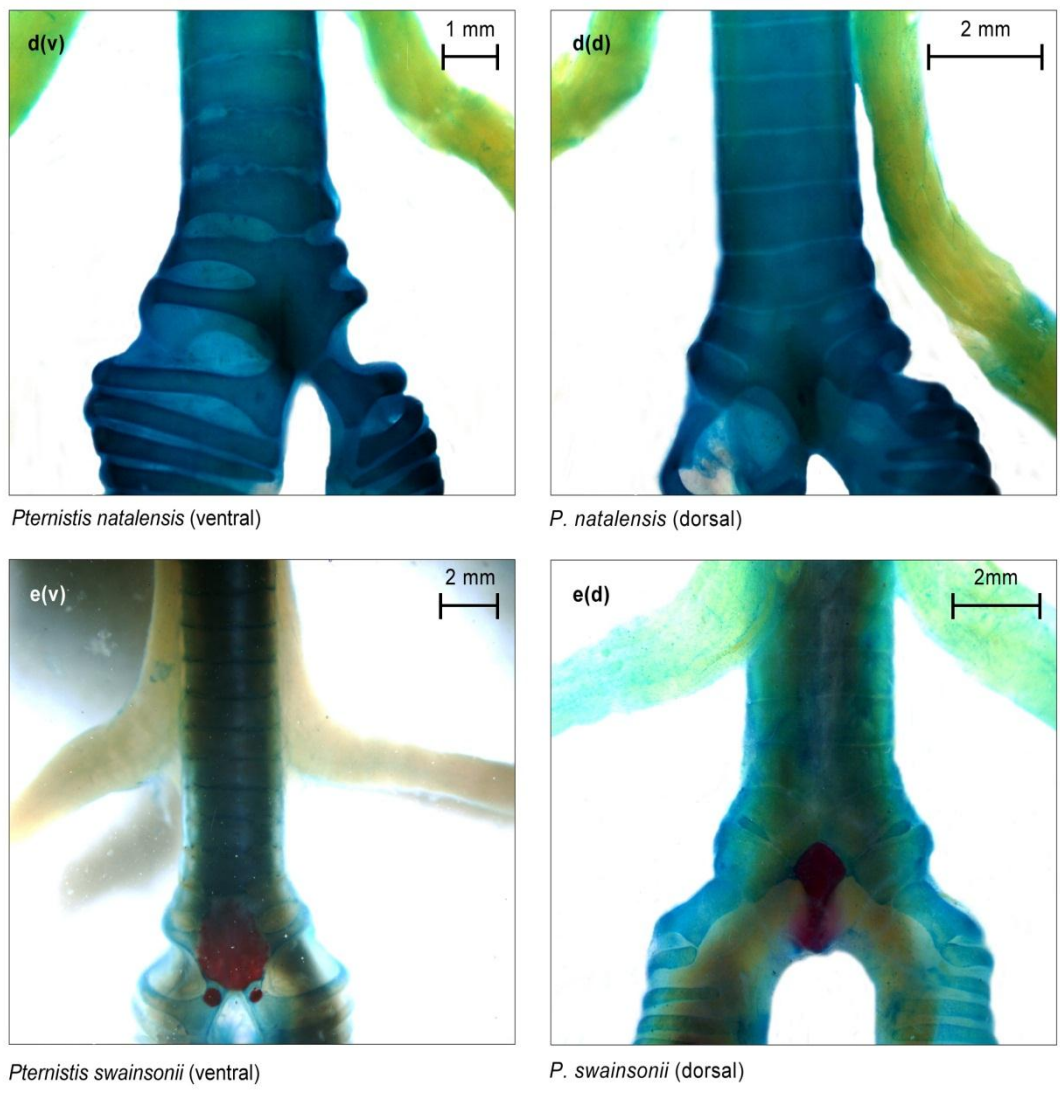 d(v)
1 mm
d(d)
2 mm
Pternistis natalensis (ventral)
P. natalensis (dorsal)
e(v)
2 mm
e(d)
2mm
Pternistis swainsonii (ventral)
P. swainsonii (dorsal)